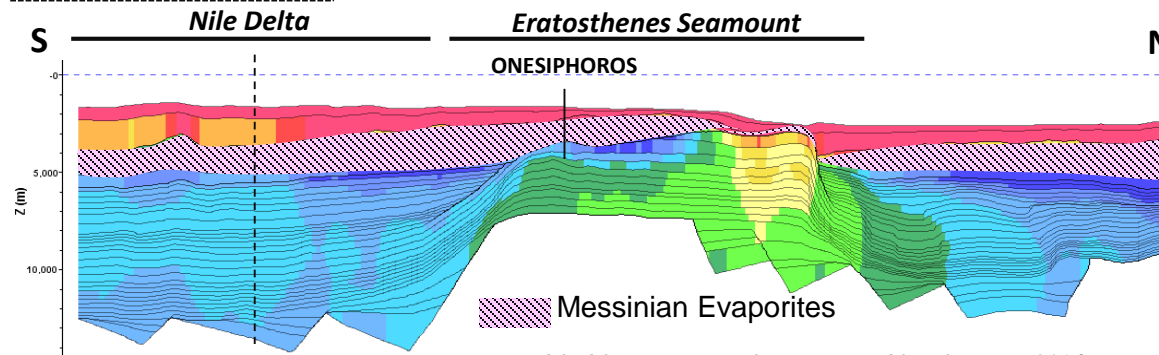 Nile Delta
Eratosthenes Seamount
S
ONESIPHOROS
-0
5,000
Z (m)
10,000
Messinian Evaporites